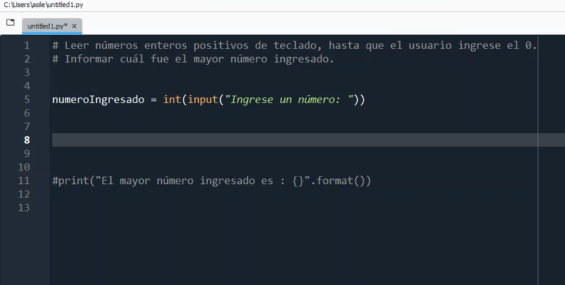 C:\Users\asile\untitled1.py
untitled1.py* ×
1 # Leer números enteros positivos de teclado, hasta que el usuario ingrese el 0.
2 # Informar cuál fue el mayor número ingresado.
3
4
5 numeroIngresado = int(input("Ingrese un número: "))
6
7
8
9
10
11 #print("El mayor número ingresado es : {}".format())
12
13